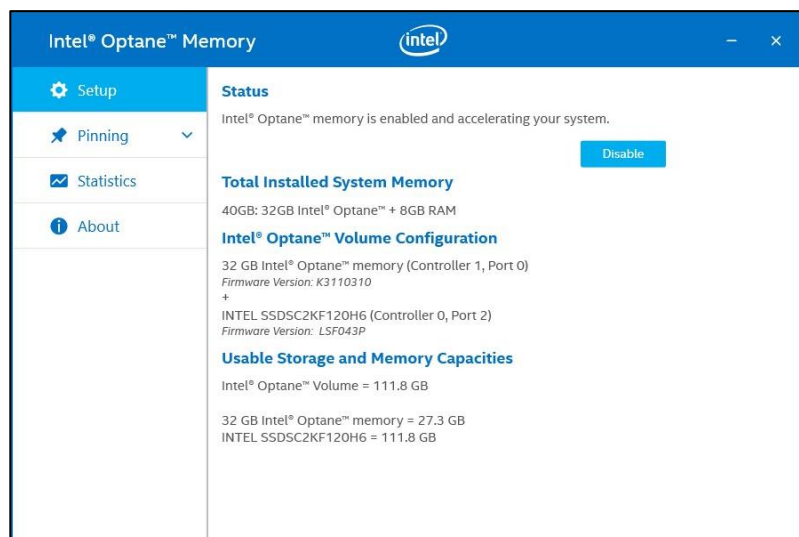 Intel® Optane™ Memory
intel
Setup
Pinning
Statistics
About
Status
Intel® Optane™ memory is enabled and accelerating your system.
Disable
Total Installed System Memory
40GB: 32GB Intel® Optane™ + 8GB RAM
Intel® Optane™ Volume Configuration
32 GB Intel® Optane™ memory (Controller 1, Port 0)
Firmware Version: K3110310
+
INTEL SSDSC2KF120H6 (Controller 0, Port 2)
Firmware Version: LSF043P
Usable Storage and Memory Capacities
Intel® Optane™ Volume = 111.8 GB
32 GB Intel® Optane™ memory = 27.3 GB
INTEL SSDSC2KF120H6 = 111.8 GB